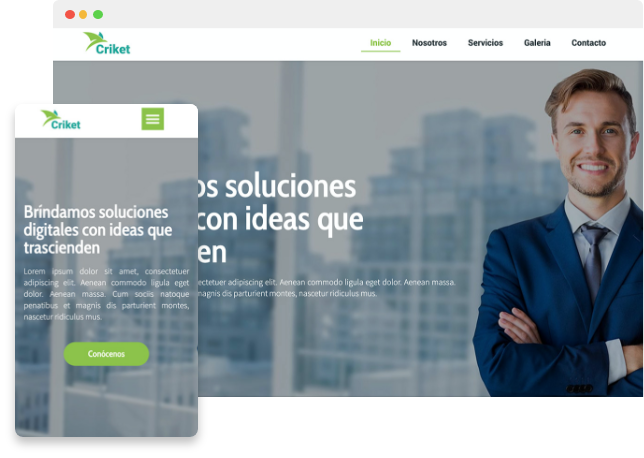 Criket
Inicio Nosotros Servicios Galeria Contacto
os soluciones
con ideas que
en
nsectetuer adipiscing elit. Aenean commodo ligula eget dolor. Aenean massa.
magnis dis parturient montes, nascetur ridiculus mus.
Criket
Bríndamos soluciones
digitales con ideas que
trascienden
Lorem ipsum dolor sit amet, consectetuer
adipiscing elit. Aenean commodo ligula eget
dolor. Aenean massa. Cum sociis natoque
penatibus et magnis dis parturient montes,
nascetur ridiculus mus.
Conócenos